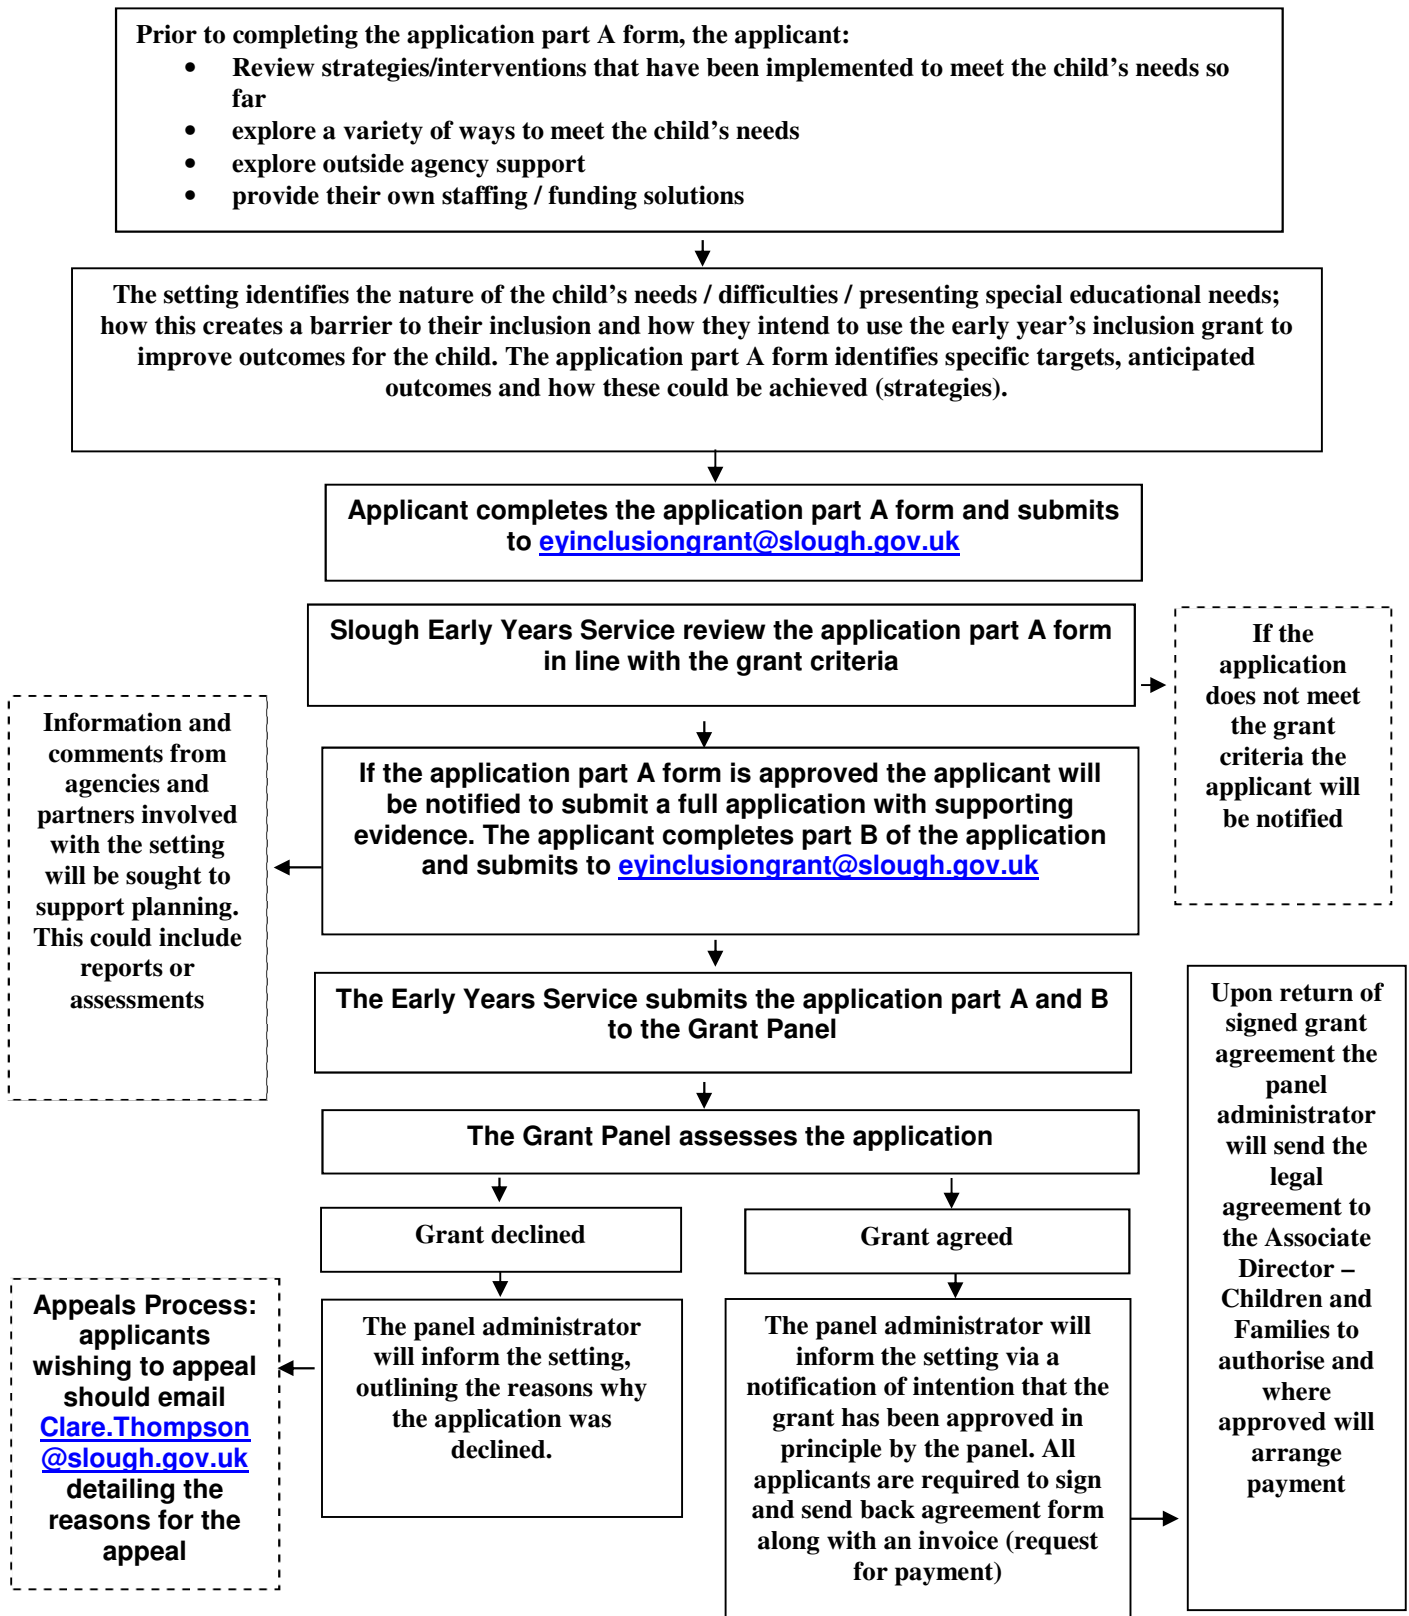 Prior to completing the application part A form, the applicant:
• Review strategies/interventions that have been implemented to meet the child's needs so
far
• explore a variety of ways to meet the child's needs
• explore outside agency support
• provide their own staffing / funding solutions
The setting identifies the nature of the child's needs / difficulties / presenting special educational needs;
how this creates a barrier to their inclusion and how they intend to use the early year's inclusion grant to
improve outcomes for the child. The application part A form identifies specific targets, anticipated
outcomes and how these could be achieved (strategies).
Applicant completes the application part A form and submits
to eyinclusiongrant@slough.gov.uk
Slough Early Years Service review the application part A form
in line with the grant criteria
If the
application
does not meet
the grant
criteria the
applicant will
be notified
Information and
comments from
agencies and
partners involved
with the setting
will be sought to
support planning.
This could include
reports or
assessments
If the application part A form is approved the applicant will
be notified to submit a full application with supporting
evidence. The applicant completes part B of the application
and submits to eyinclusiongrant@slough.gov.uk
The Early Years Service submits the application part A and B
to the Grant Panel
The Grant Panel assesses the application
Grant declined
Grant agreed
Appeals Process:
applicants
wishing to appeal
should email
Clare.Thompson
@slough.gov.uk
detailing the
reasons for the
appeal
The panel administrator
will inform the setting,
outlining the reasons why
the application was
declined.
The panel administrator will
inform the setting via a
notification of intention that the
grant has been approved in
principle by the panel. All
applicants are required to sign
and send back agreement form
along with an invoice (request
for payment)
Upon return of
signed grant
agreement the
panel
administrator
will send the
legal
agreement to
the Associate
Director –
Children and
Families to
authorise and
where
approved will
arrange
payment